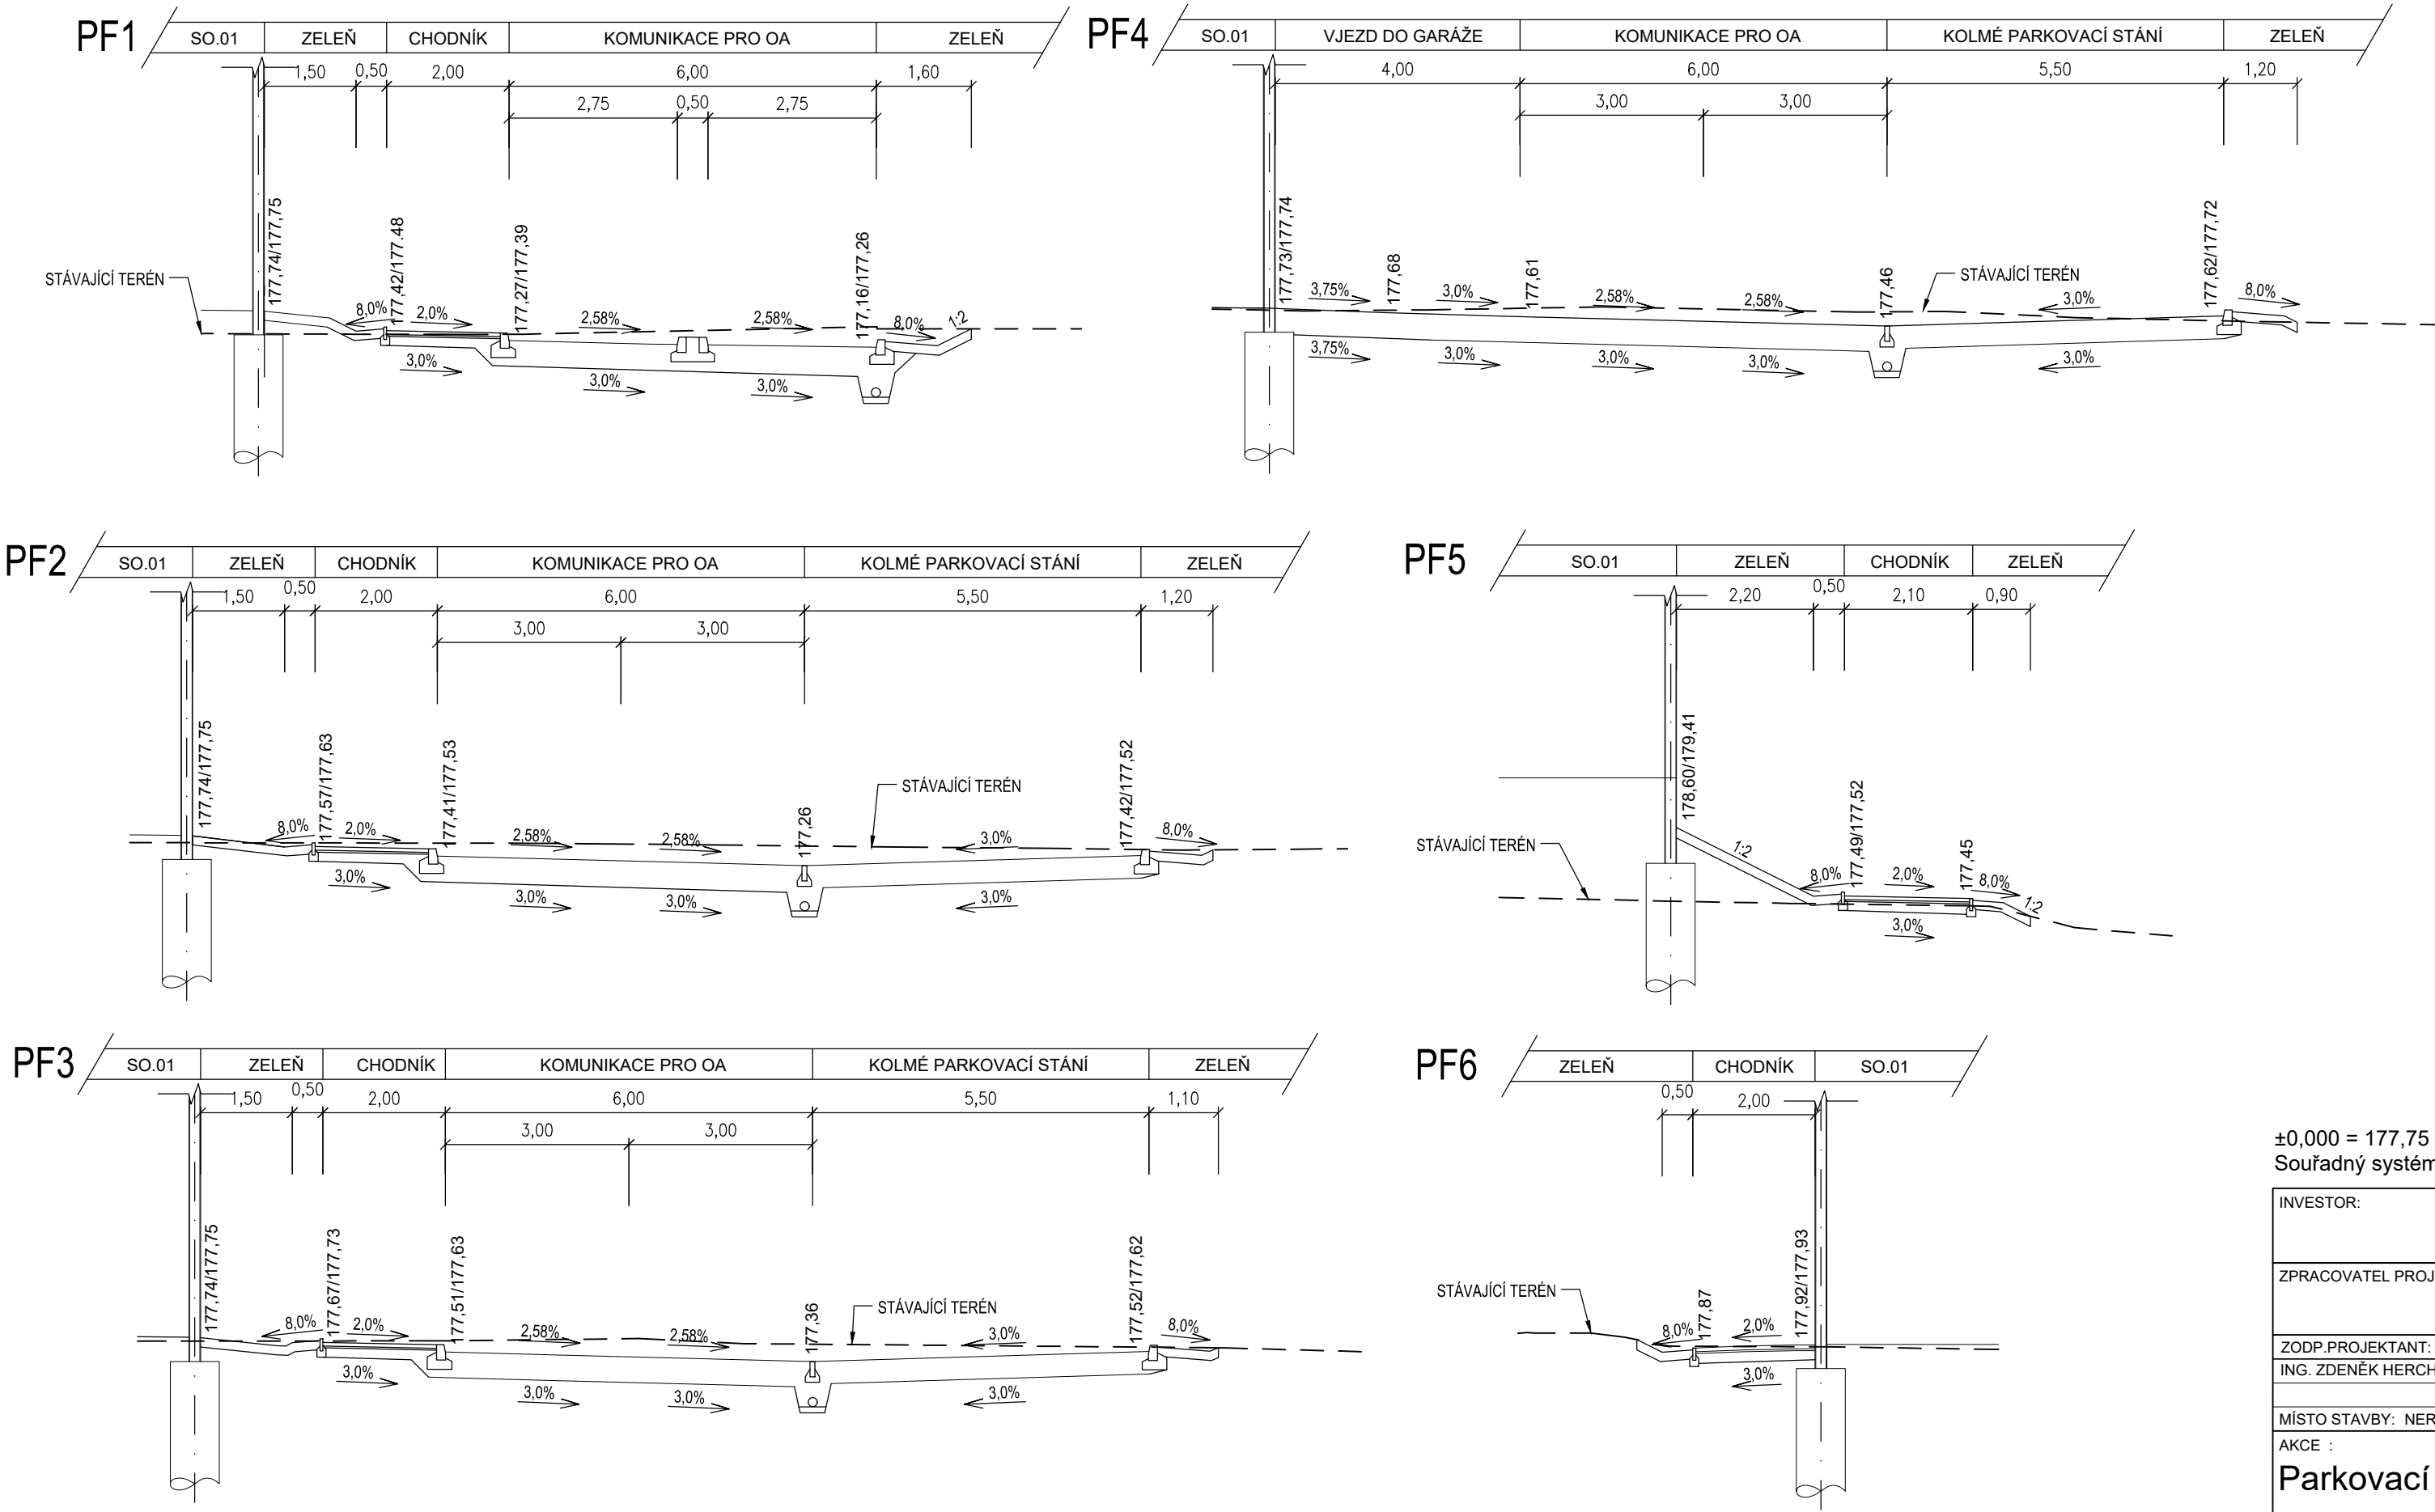 PF1
SO.01 ZELEŇ CHODNÍK KOMUNIKACE PRO OA ZELEŇ
1,50 0,50 2,00 6,00 1,60
2,75 0,50 2,75
177,74/177,75
177,42/177.48
177,27/177,39
177,16/177,26
STÁVAJÍCÍ TERÉN
8,0% 2,0% 2,58% 2,58% 8,0% 1:2
3,0% 3,0% 3,0%
PF4
SO.01 VJEZD DO GARÁŽE KOMUNIKACE PRO OA KOLMÉ PARKOVACÍ STÁNÍ ZELEŇ
4,00 6,00 5,50 1,20
3,00 3,00
177,73/177,74
177,68
177,61
177,46
177,62/177,72
STÁVAJÍCÍ TERÉN
3,75% 3,0% 2,58% 2,58% 3,0% 8,0%
3,75% 3,0% 3,0% 3,0% 3,0%
PF2
SO.01 ZELEŇ CHODNÍK KOMUNIKACE PRO OA KOLMÉ PARKOVACÍ STÁNÍ ZELEŇ
1,50 0,50 2,00 6,00 5,50 1,20
3,00 3,00
177,74/177,75
177,57/177,63
177,41/177,53
177,26
177,42/177,52
STÁVAJÍCÍ TERÉN
8,0% 2,0% 2,58% 2,58% 3,0% 8,0%
3,0% 3,0% 3,0% 3,0%
PF5
SO.01 ZELEŇ CHODNÍK ZELEŇ
2,20 0,50 2,10 0,90
178,60/179,41
177,49/177,52
177,45
STÁVAJÍCÍ TERÉN
1:2 8,0% 2,0% 8,0% 1:2
3,0%
PF3
SO.01 ZELEŇ CHODNÍK KOMUNIKACE PRO OA KOLMÉ PARKOVACÍ STÁNÍ ZELEŇ
1,50 0,50 2,00 6,00 5,50 1,10
3,00 3,00
177,74/177,75
177,67/177,73
177,51/177,63
177,36
177,52/177,62
STÁVAJÍCÍ TERÉN
8,0% 2,0% 2,58% 2,58% 3,0% 8,0%
3,0% 3,0% 3,0% 3,0%
PF6
ZELEŇ CHODNÍK SO.01
0,50 2,00
177,87
177,92/177,93
STÁVAJÍCÍ TERÉN
8,0% 2,0%
3,0%
±0,000 = 177,75
Souřadný systém
INVESTOR:
ZPRACOVATEL PROJ
ZODP.PROJEKTANT:
ING. ZDENĚK HERCH
MÍSTO STAVBY: NER
AKCE :
Parkovací